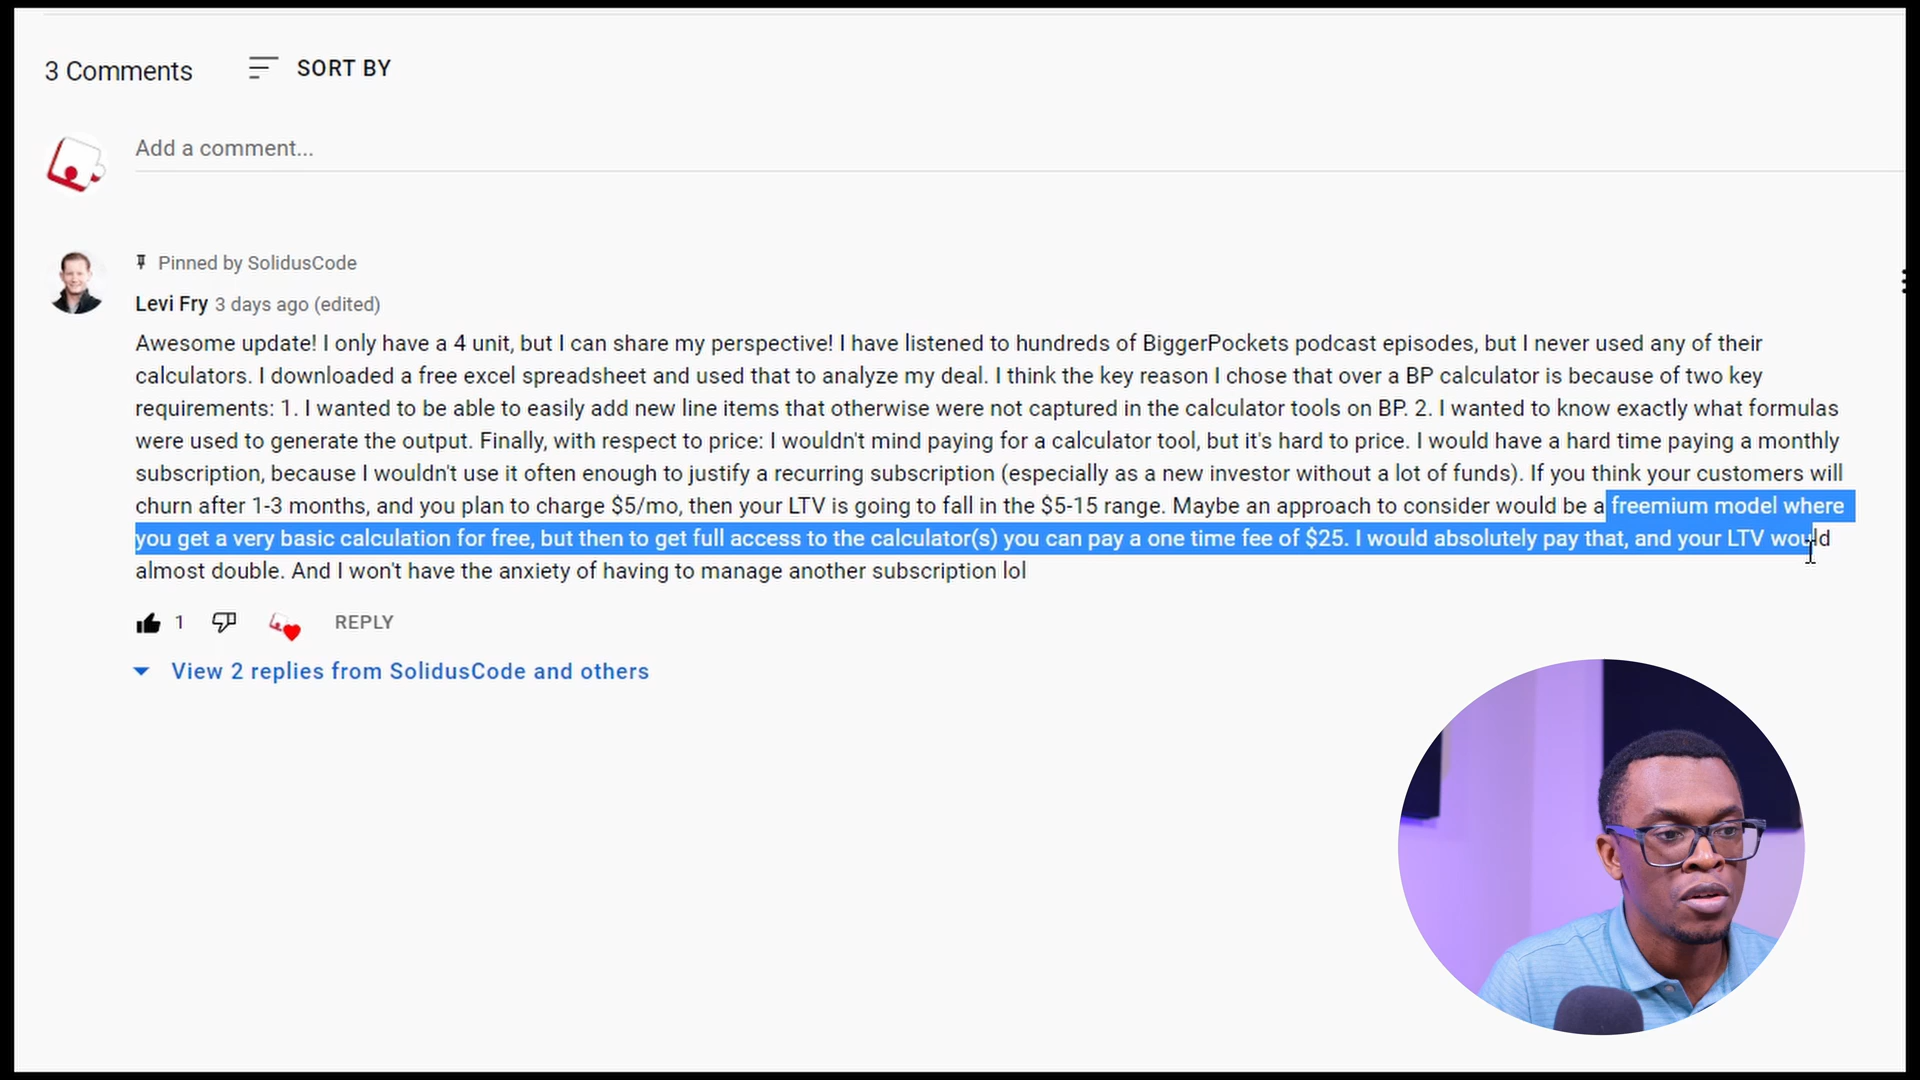 3 Comments SORT BY
Add a comment...
Pinned by SolidusCode
Levi Fry 3 days ago (edited)
Awesome update! I only have a 4 unit, but I can share my perspective! I have listened to hundreds of BiggerPockets podcast episodes, but I never used any of their
calculators. I downloaded a free excel spreadsheet and used that to analyze my deal. I think the key reason I chose that over a BP calculator is because of two key
requirements: 1. I wanted to be able to easily add new line items that otherwise were not captured in the calculator tools on BP. 2. I wanted to know exactly what formulas
were used to generate the output. Finally, with respect to price: I wouldn't mind paying for a calculator tool, but it's hard to price. I would have a hard time paying a monthly
subscription, because I wouldn't use it often enough to justify a recurring subscription (especially as a new investor without a lot of funds). If you think your customers will
churn after 1-3 months, and you plan to charge $5/mo, then your LTV is going to fall in the $5-15 range. Maybe an approach to consider would be a freemium model where
you get a very basic calculation for free, but then to get full access to the calculator(s) you can pay a one time fee of $25. I would absolutely pay that, and your LTV would
almost double. And I won't have the anxiety of having to manage another subscription lol
1 REPLY
View 2 replies from SolidusCode and others